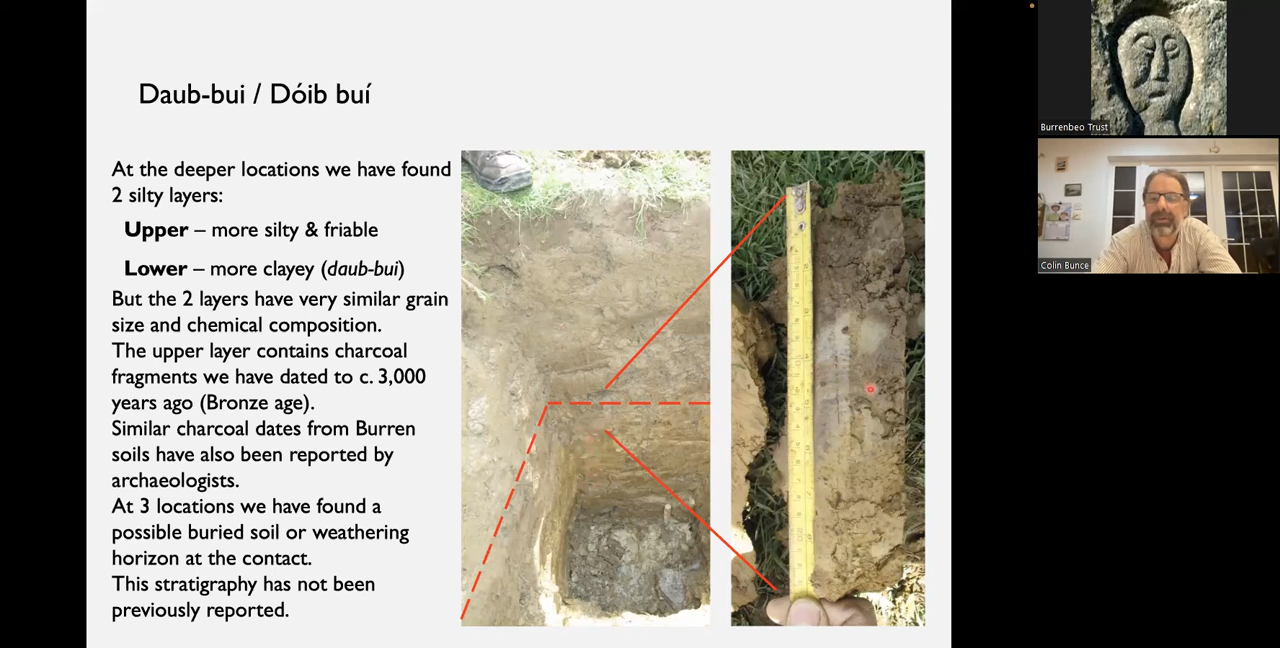 Daub-bui / Dóib buí
At the deeper locations we have found
2 silty layers:
Upper – more silty & friable
Lower – more clayey (daub-bui)
But the 2 layers have very similar grain
size and chemical composition.
The upper layer contains charcoal
fragments we have dated to c. 3,000
years ago (Bronze age).
Similar charcoal dates from Burren
soils have also been reported by
archaeologists.
At 3 locations we have found a
possible buried soil or weathering
horizon at the contact.
This stratigraphy has not been
previously reported.
Burrenbeo Trust
Colin Bunce